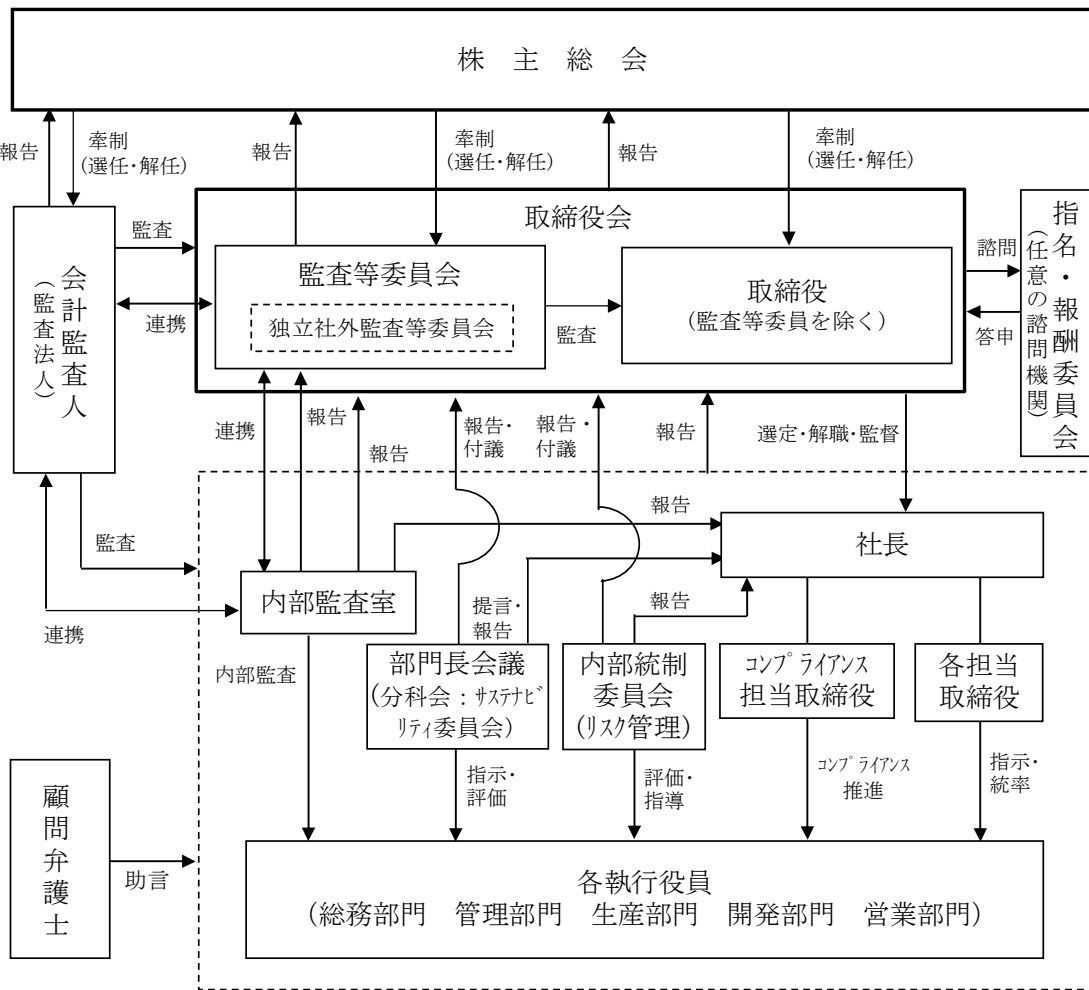 株主総会
報告
牽制
(選任・解任)
報告
牽制
(選任・解任)
報告
牽制
(選任・解任)
会計監査人
(監査法人)
監査
連携
取締役会
監査等委員会
独立社外監査等委員会
監査
取締役
(監査等委員を除く)
諮問
答申
指名・報酬委員会
(任意の諮問機関)
連携
報告
報告
報告・
付議
報告・
付議
報告
選定・解職・監督
監査
連携
内部監査室
報告
社長
提言・
報告
報告
内部監査
部門長会議
(分科会：ｻｽﾃﾅﾋﾞ
ﾘﾃｨ委員会)
内部統制
委員会
(ﾘｽｸ管理)
ｺﾝﾌﾟﾗｲｱﾝｽ
担当取締役
各担当
取締役
指示・
評価
評価・
指導
ｺﾝﾌﾟﾗｲｱﾝｽ
推進
指示・
統率
顧問弁護士
助言
各執行役員
(総務部門　管理部門　生産部門　開発部門　営業部門)